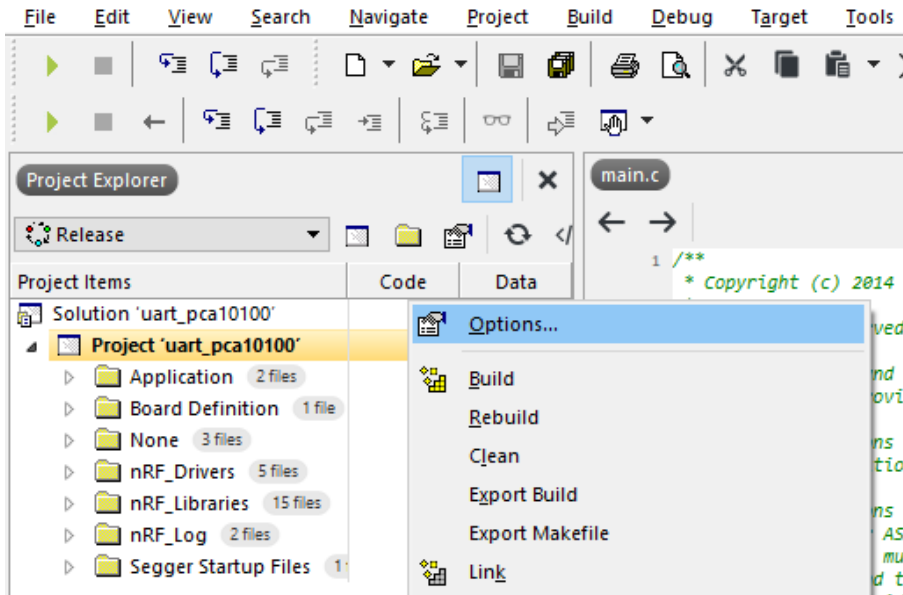 File Edit View Search Navigate Project Build Debug Target Tools
Project Explorer
main.c
Release
Project Items Code Data
1 /**
* Copyright (c) 2014
Solution 'uart_pca10100'
Options...
Project 'uart_pca10100'
Application 2 files
Build
Board Definition 1 file
Rebuild
None 3 files
Clean
nRF_Drivers 5 files
Export Build
nRF_Libraries 15 files
Export Makefile
nRF_Log 2 files
Segger Startup Files
Link